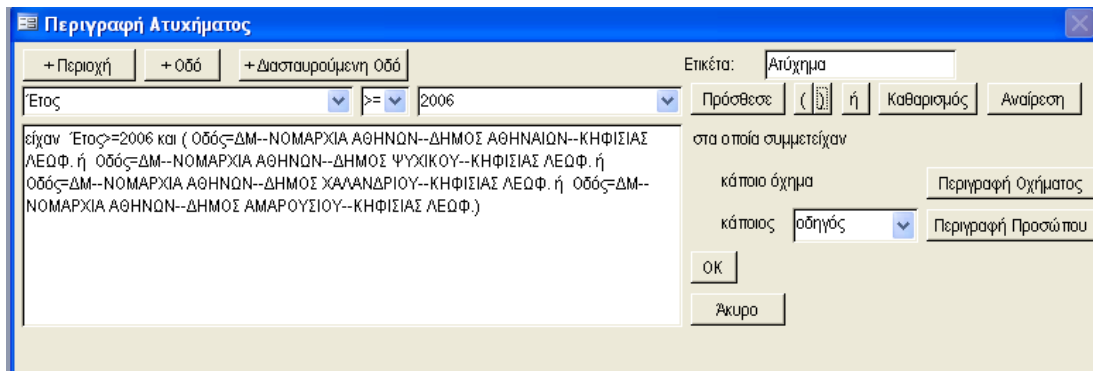 Περιγραφή Ατυχήματος
+ Περιοχή + Οδό + Διασταυρούμενη Οδό Ετικέτα: Ατύχημα
Έτος >= 2006 Πρόσθεσε ( ) ή Καθαρισμός Αναίρεση
είχαν Έτος>=2006 και ( Οδός=ΔΜ--ΝΟΜΑΡΧΙΑ ΑΘΗΝΩΝ--ΔΗΜΟΣ ΑΘΗΝΑΙΩΝ--ΚΗΦΙΣΙΑΣ
ΛΕΩΦ. ή Οδός=ΔΜ--ΝΟΜΑΡΧΙΑ ΑΘΗΝΩΝ--ΔΗΜΟΣ ΨΥΧΙΚΟΥ--ΚΗΦΙΣΙΑΣ ΛΕΩΦ. ή
Οδός=ΔΜ--ΝΟΜΑΡΧΙΑ ΑΘΗΝΩΝ--ΔΗΜΟΣ ΧΑΛΑΝΔΡΙΟΥ--ΚΗΦΙΣΙΑΣ ΛΕΩΦ. ή Οδός=ΔΜ--
ΝΟΜΑΡΧΙΑ ΑΘΗΝΩΝ--ΔΗΜΟΣ ΑΜΑΡΟΥΣΙΟΥ--ΚΗΦΙΣΙΑΣ ΛΕΩΦ.)
στα οποία συμμετείχαν
κάποιο όχημα Περιγραφή Οχήματος
κάποιος οδηγός Περιγραφή Προσώπου
OK
Άκυρο